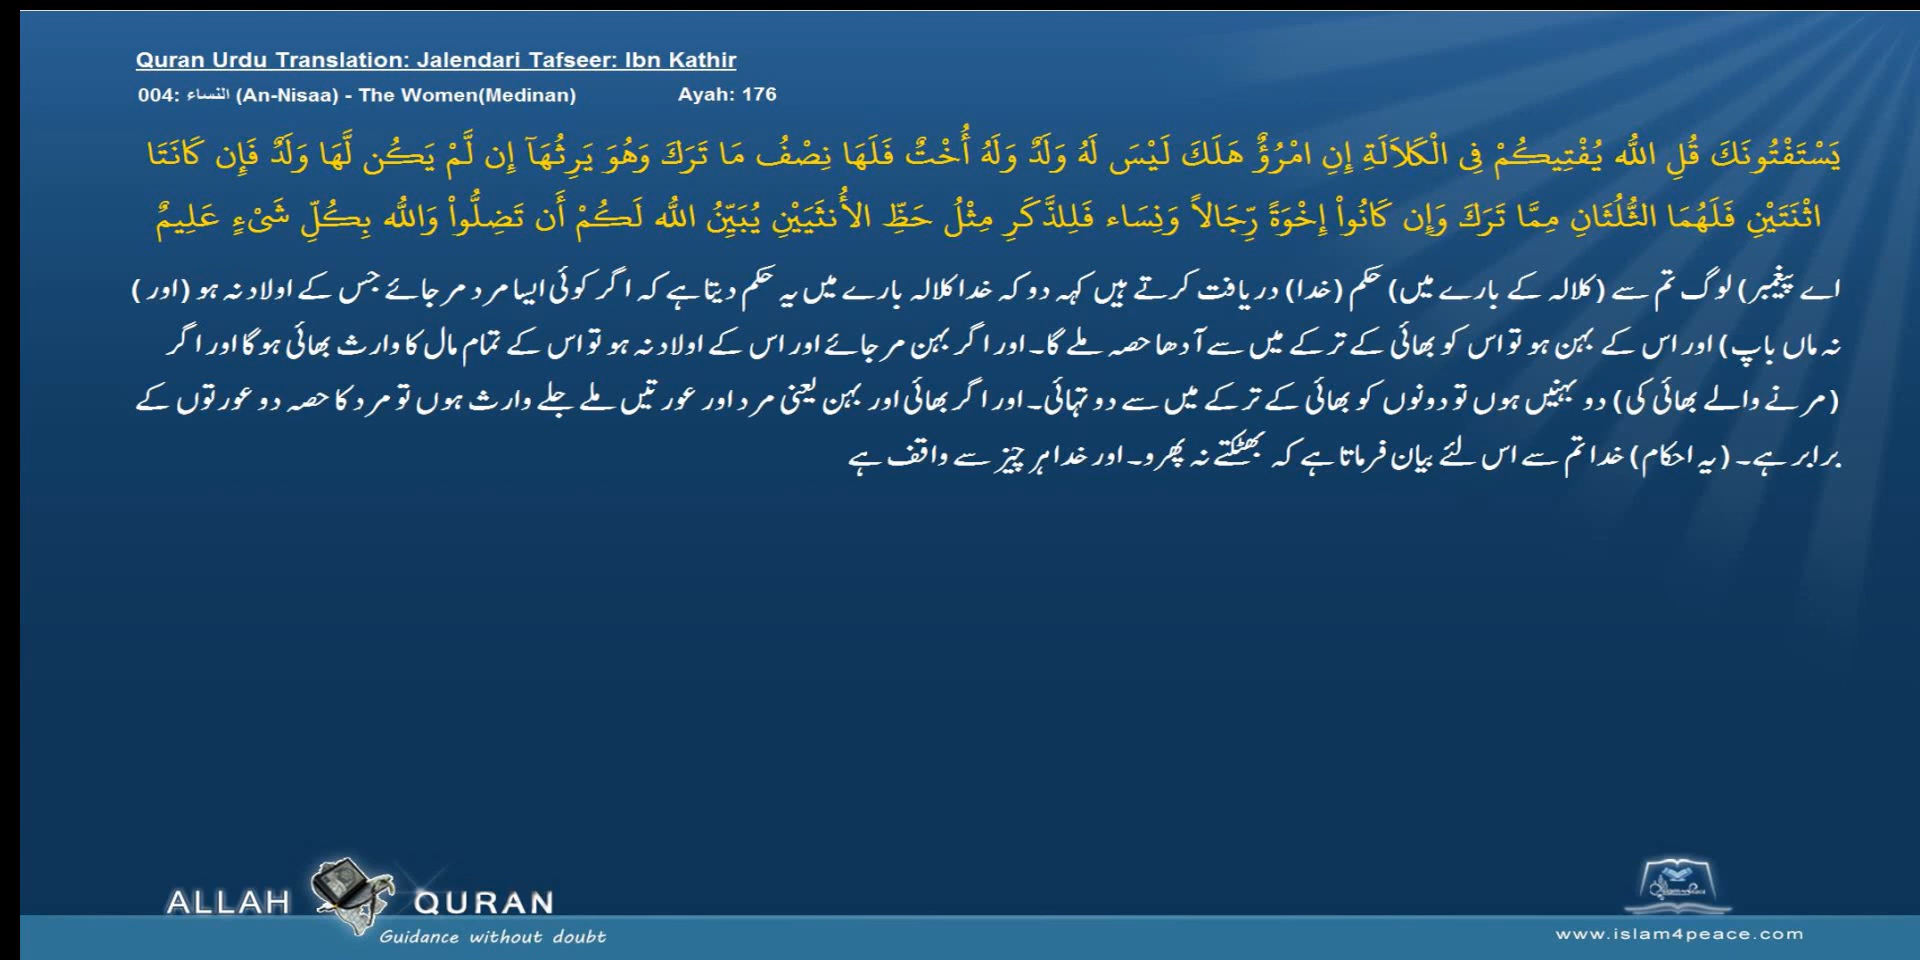 Quran Urdu Translation: Jalendari Tafseer: Ibn Kathir
004: النساء (An-Nisaa) - The Women(Medinan) Ayah: 176
يَسْتَفْتُونَكَ قُلِ اللّهُ يُفْتِيكُمْ فِى الْكَلاَلَةِ إِنِ امْرُؤٌ هَلَكَ لَيْسَ لَهُ وَلَدٌ وَلَهُ أُخْتٌ فَلَهَا نِصْفُ مَا تَرَكَ وَهُوَ يَرِثُهَآ إِن لَّمْ يَكُن لَّهَا وَلَدٌ فَإِن كَانَتَا
اثْنَتَيْنِ فَلَهُمَا الثُّلُثَانِ مِمَّا تَرَكَ وَإِن كَانُواْ إِخْوَةً رِّجَالاً وَنِسَاء فَلِلذَّكَرِ مِثْلُ حَظِّ الأُنثَيَيْنِ يُبَيِّنُ اللّهُ لَكُمْ أَن تَضِلُّواْ وَاللّهُ بِكُلِّ شَىْءٍ عَلِيمٌ
اے پیغمبر) لوگ تم سے (کلالہ کے بارے میں) حکم (خدا) دریافت کرتے ہیں کہہ دو کہ خدا کلالہ بارے میں یہ حکم دیتا ہے کہ اگر کوئی ایسا مرد مرجائے جس کے اولاد نہ ہو (اور )
نہ ماں باپ) اور اس کے بہن ہو تو اس کو بھائی کے ترکے میں سے آدھا حصہ ملے گا۔ اور اگر بہن مرجائے اور اس کے اولاد نہ ہو تو اس کے تمام مال کا وارث بھائی ہوگا اور اگر
(مرنے والے بھائی کی) دو بہنیں ہوں تو دونوں کو بھائی کے ترکے میں سے دو تہائی۔ اور اگر بھائی اور بہن یعنی مرد اور عورتیں ملے جلے وارث ہوں تو مرد کا حصہ دو عورتوں کے
برابر ہے۔ (یہ احکام) خدا تم سے اس لئے بیان فرماتا ہے کہ بھٹکتے نہ پھرو۔ اور خدا ہر چیز سے واقف ہے
ALLAH QURAN
Guidance without doubt
www.islam4peace.com